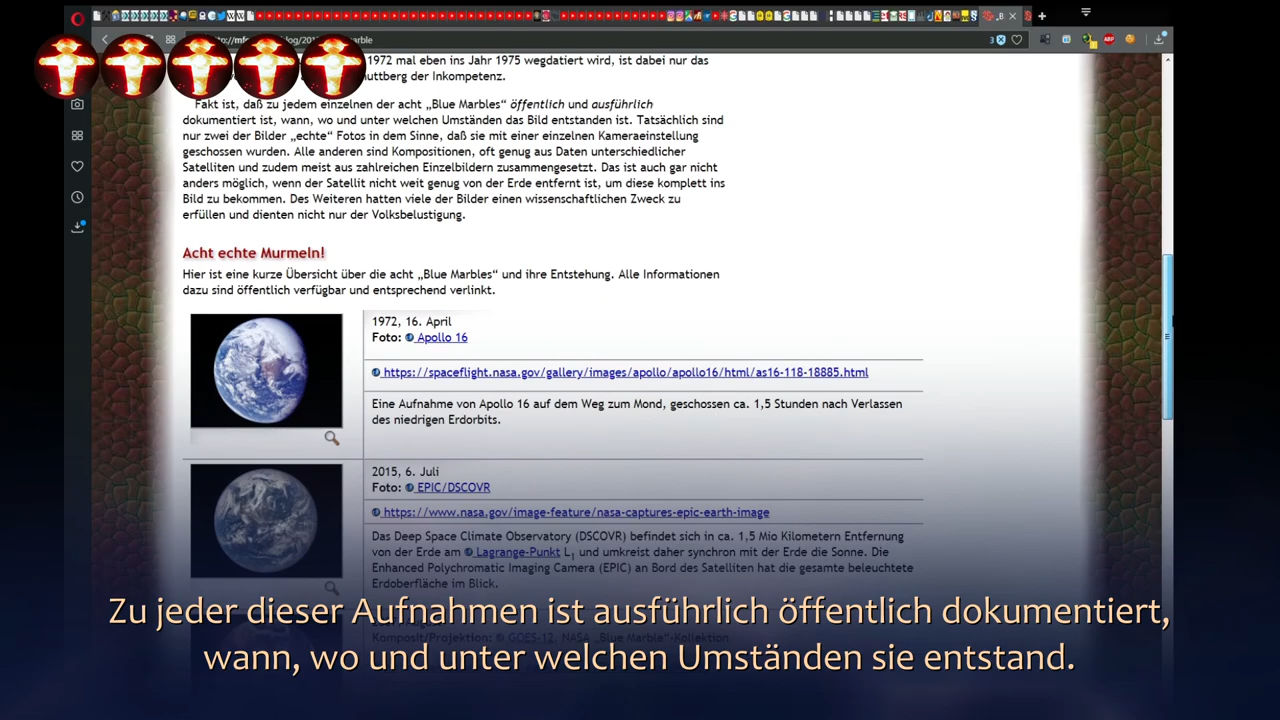 marble
1972 mal eben ins Jahr 1975 wegdatiert wird, ist dabei nur das
der Inkompetenz.
Fakt ist, daß zu jedem einzelnen der acht „Blue Marbles“ öffentlich und ausführlich
dokumentiert ist, wann, wo und unter welchen Umständen das Bild entstanden ist. Tatsächlich sind
nur zwei der Bilder „echte“ Fotos in dem Sinne, daß sie mit einer einzelnen Kameraeinstellung
geschossen wurden. Alle anderen sind Kompositionen, oft genug aus Daten unterschiedlicher
Satelliten und zudem meist aus zahlreichen Einzelbildern zusammengesetzt. Das ist auch gar nicht
anders möglich, wenn der Satellit nicht weit genug von der Erde entfernt ist, um diese komplett ins
Bild zu bekommen. Des Weiteren hatten viele der Bilder einen wissenschaftlichen Zweck zu
erfüllen und dienten nicht nur der Volksbelustigung.
Acht echte Murmeln!
Hier ist eine kurze Übersicht über die acht „Blue Marbles“ und ihre Entstehung. Alle Informationen
dazu sind öffentlich verfügbar und entsprechend verlinkt.
1972, 16. April
Foto: Apollo 16
https://spaceflight.nasa.gov/gallery/images/apollo/apollo16/html/as16-118-18885.html
Eine Aufnahme von Apollo 16 auf dem Weg zum Mond, geschossen ca. 1,5 Stunden nach Verlassen
des niedrigen Erdorbits.
2015, 6. Juli
Foto: EPIC/DSCOVR
https://www.nasa.gov/image-feature/nasa-captures-epic-earth-image
Das Deep Space Climate Observatory (DSCOVR) befindet sich in ca. 1,5 Mio Kilometern Entfernung
von der Erde am Lagrange-Punkt L1 und umkreist daher synchron mit der Erde die Sonne. Die
Enhanced Polychromatic Imaging Camera (EPIC) an Bord des Satelliten hat die gesamte beleuchtete
Erdoberfläche im Blick.
Komposit/Projektion: GOES-12, NASA „Blue Marble“-Kollektion
Zu jeder dieser Aufnahmen ist ausführlich öffentlich dokumentiert,
wann, wo und unter welchen Umständen sie entstand.